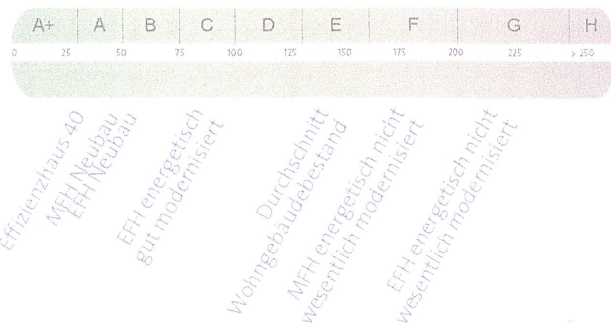 A+ A B C D E F G H
0 25 50 75 100 125 150 175 200 225 > 250
Effizienzhaus 40
MFH Neubau
EFH Neubau
EFH energetisch
gut modernisiert
Durchschnitt
Wohngebäudebestand
MFH energetisch nicht
wesentlich modernisiert
EFH energetisch nicht
wesentlich modernisiert